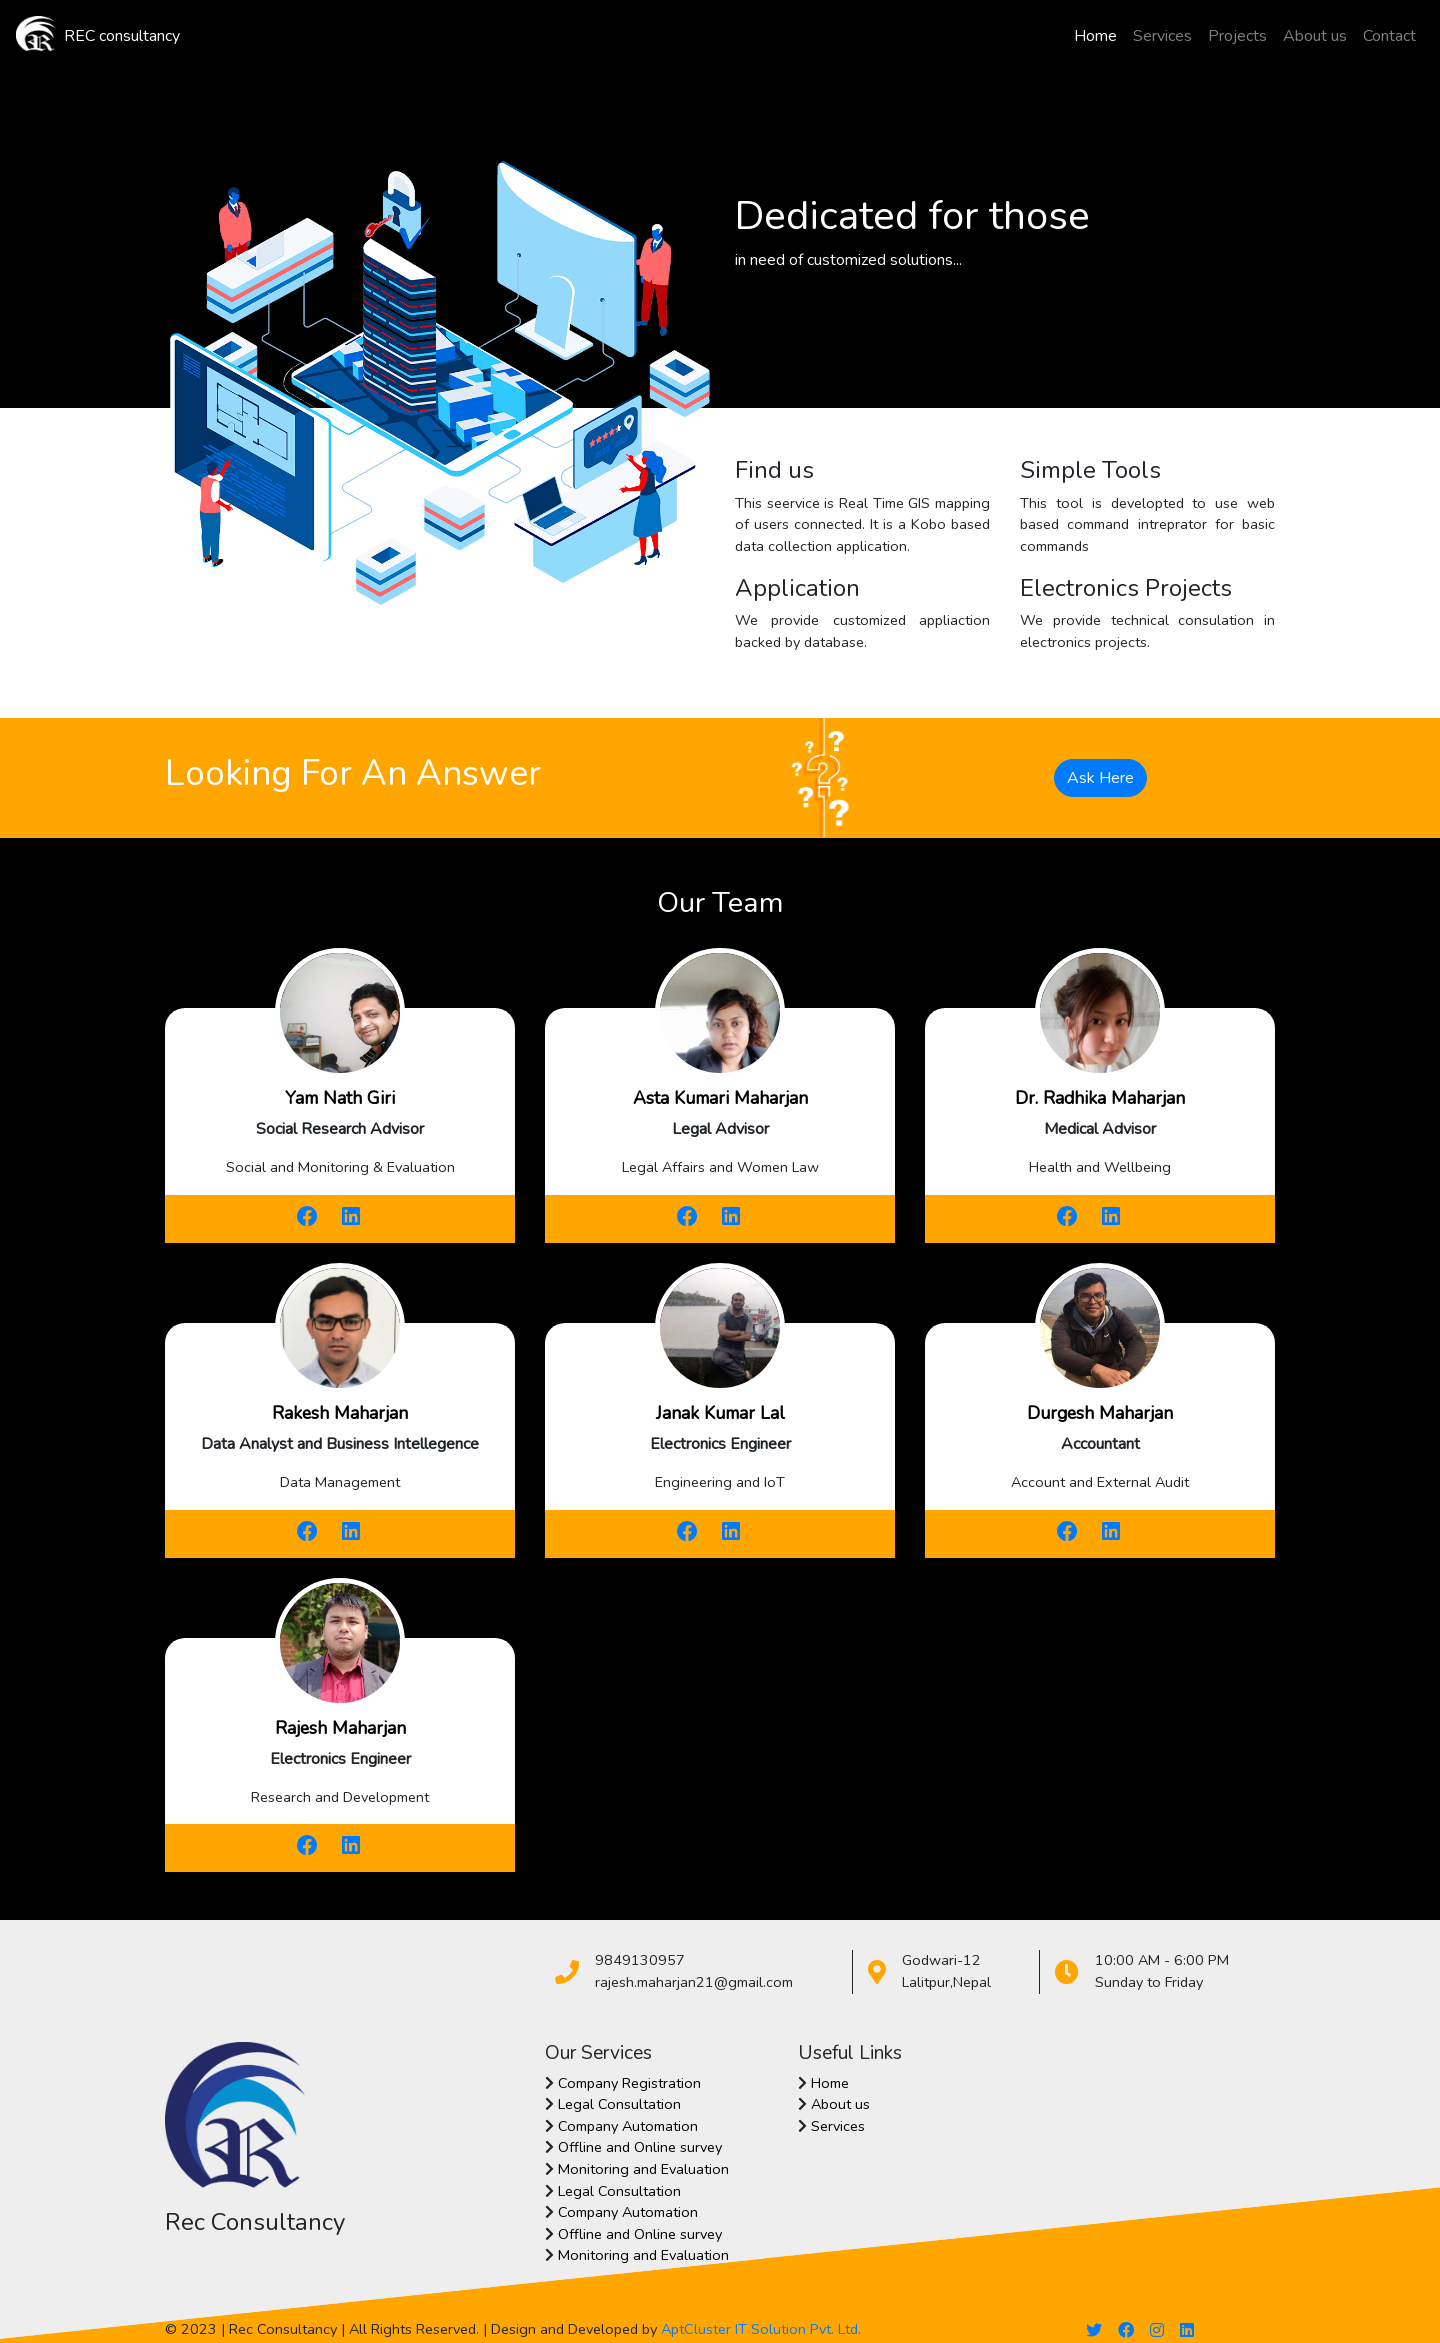 REC consultancy
Home Services Projects About us Contact
Dedicated for those
in need of customized solutions...
Find us
This seervice is Real Time GIS mapping
of users connected. It is a Kobo based
data collection application.
Simple Tools
This tool is developted to use web
based command intreprator for basic
commands
Application
We provide customized appliaction
backed by database.
Electronics Projects
We provide technical consulation in
electronics projects.
Looking For An Answer
Ask Here
Our Team
Yam Nath Giri
Social Research Advisor
Social and Monitoring & Evaluation
Asta Kumari Maharjan
Legal Advisor
Legal Affairs and Women Law
Dr. Radhika Maharjan
Medical Advisor
Health and Wellbeing
Rakesh Maharjan
Data Analyst and Business Intellegence
Data Management
Janak Kumar Lal
Electronics Engineer
Engineering and IoT
Durgesh Maharjan
Accountant
Account and External Audit
Rajesh Maharjan
Electronics Engineer
Research and Development
9849130957
rajesh.maharjan21@gmail.com
Godwari-12
Lalitpur,Nepal
10:00 AM - 6:00 PM
Sunday to Friday
Rec Consultancy
Our Services
Company Registration
Legal Consultation
Company Automation
Offline and Online survey
Monitoring and Evaluation
Legal Consultation
Company Automation
Offline and Online survey
Monitoring and Evaluation
Useful Links
Home
About us
Services
© 2023 | Rec Consultancy | All Rights Reserved. | Design and Developed by AptCluster IT Solution Pvt. Ltd.